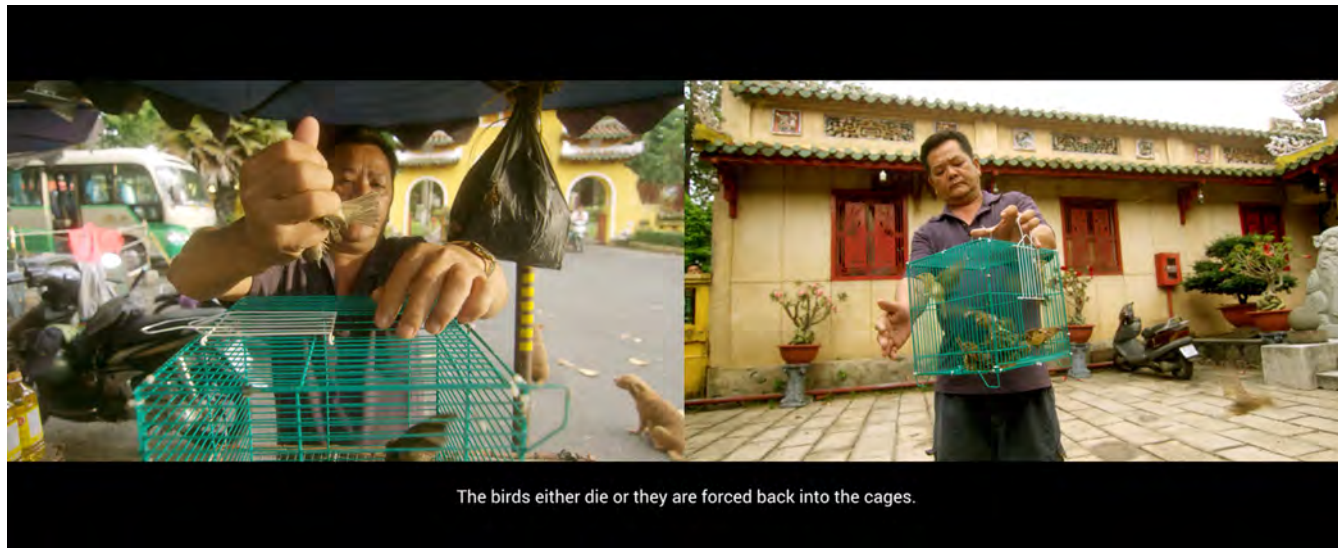 The birds either die or they are forced back into the cages.